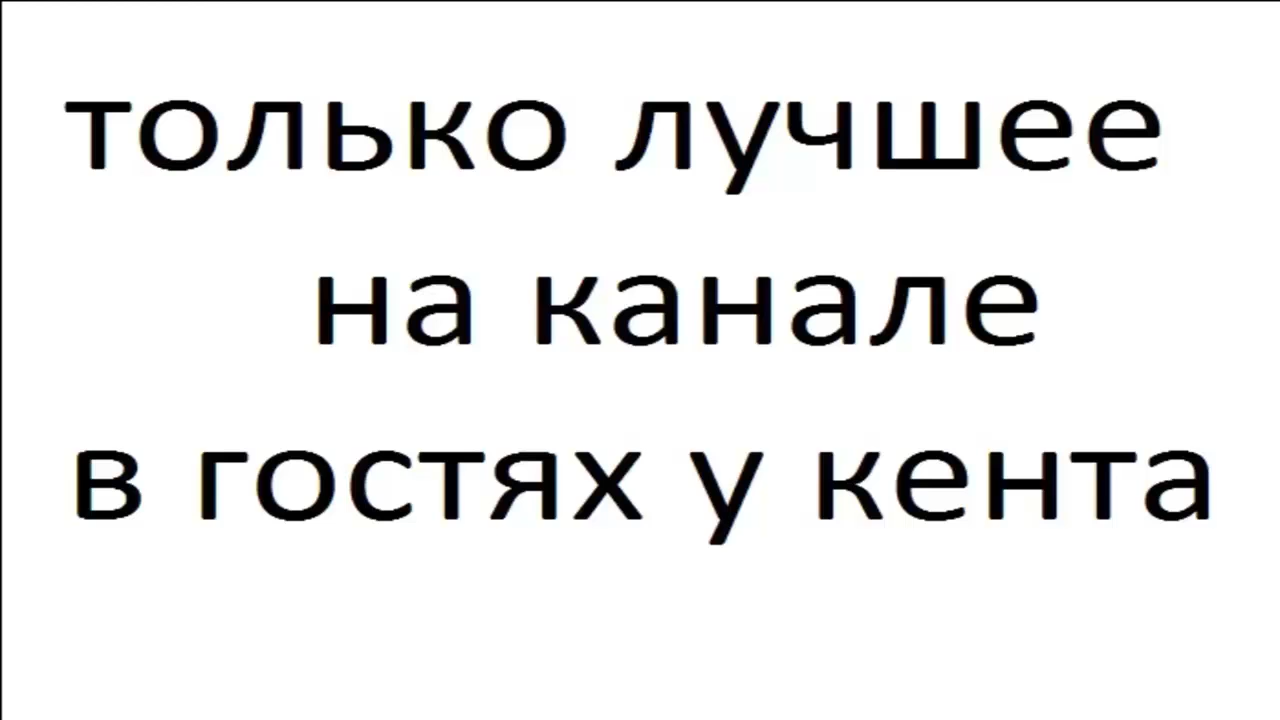 только лучшее
на канале
в гостях у кента